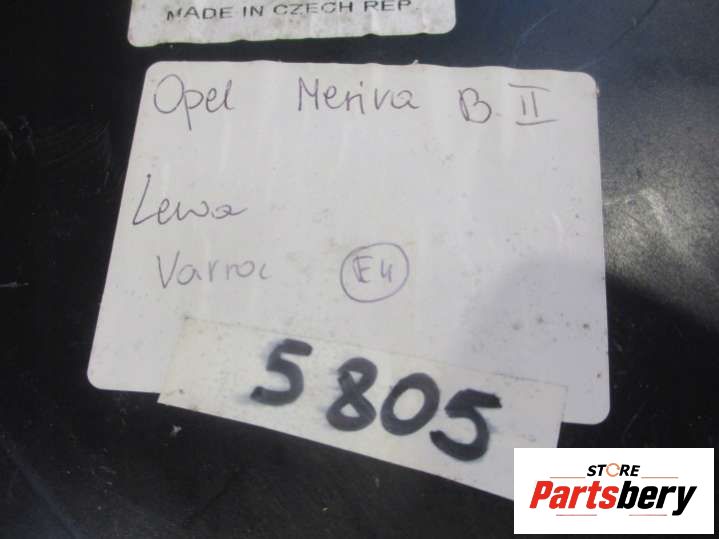 MADE IN CZECH REP.
Opel Meriva B II
Lewa
Varroc E4
5805
STORE
Partsbery